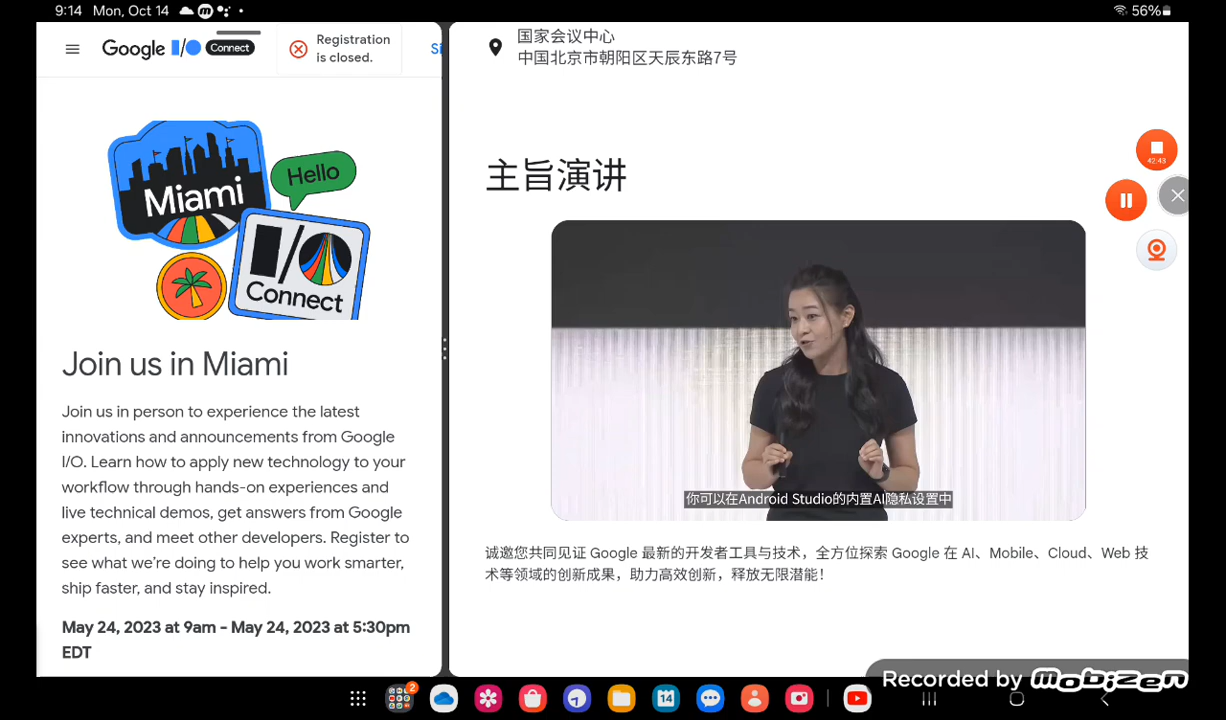 9:14 Mon, Oct 14
56%
Google I/O Connect
Registration
is closed.
Si
Miami
Hello
I/O
Connect
Join us in Miami
Join us in person to experience the latest
innovations and announcements from Google
I/O. Learn how to apply new technology to your
workflow through hands-on experiences and
live technical demos, get answers from Google
experts, and meet other developers. Register to
see what we're doing to help you work smarter,
ship faster, and stay inspired.
May 24, 2023 at 9am - May 24, 2023 at 5:30pm
EDT
国家会议中心
中国北京市朝阳区天辰东路7号
主旨演讲
你可以在Android Studio的内置AI隐私设置中
诚邀您共同见证 Google 最新的开发者工具与技术，全方位探索 Google 在 AI、Mobile、Cloud、Web 技
术等领域的创新成果，助力高效创新，释放无限潜能！
42:43
2
14
Recorded by mobizen